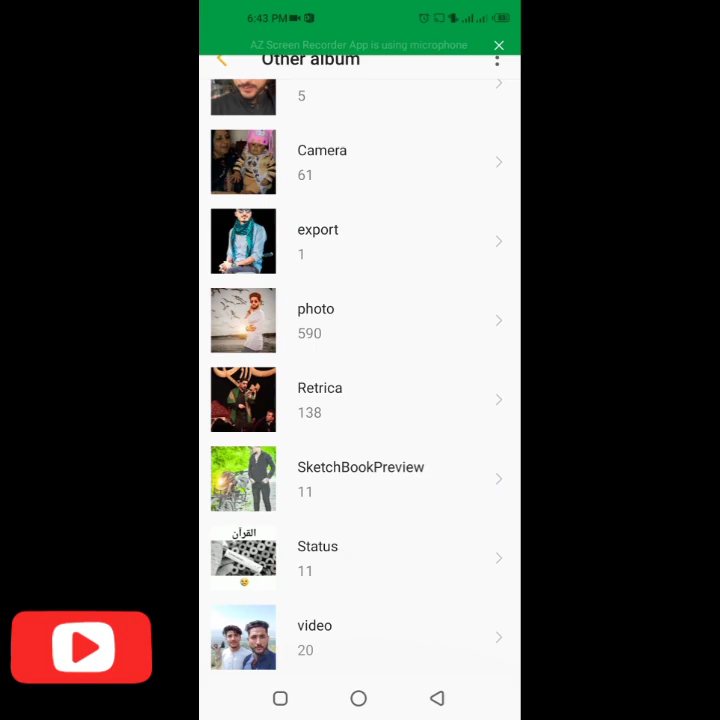 6:43 PM
AZ Screen Recorder App is using microphone
Other album
5
Camera
61
export
1
photo
590
Retrica
138
SketchBookPreview
11
القرآن
Status
11
video
20